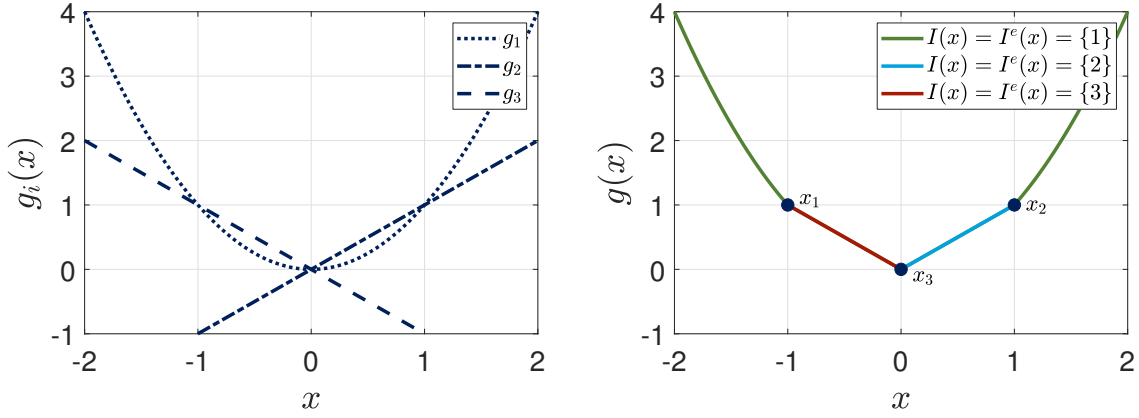 4
3
2
1
0
-1
-2
-1
0
1
2
x
g_i(x)
g_1
g_2
g_3
4
3
2
1
0
-1
-2
-1
0
1
2
x
g(x)
I(x) = I^e(x) = {1}
I(x) = I^e(x) = {2}
I(x) = I^e(x) = {3}
x_1
x_2
x_3